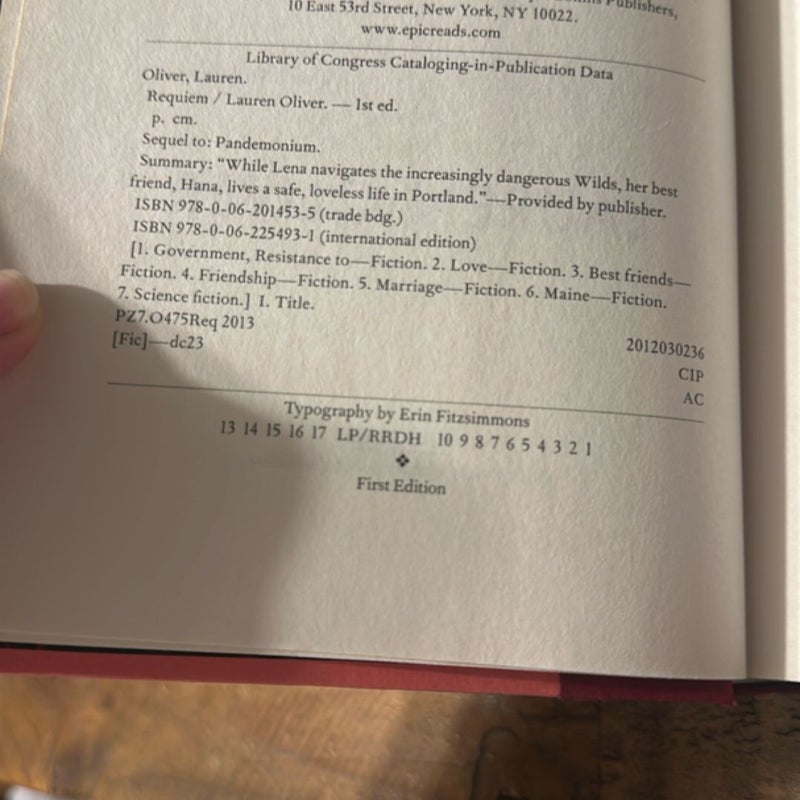 Publishers,
10 East 53rd Street, New York, NY 10022.
www.epicreads.com
Library of Congress Cataloging-in-Publication Data
Oliver, Lauren.
Requiem / Lauren Oliver. — 1st ed.
p. cm.
Sequel to: Pandemonium.
Summary: “While Lena navigates the increasingly dangerous Wilds, her best
friend, Hana, lives a safe, loveless life in Portland.”—Provided by publisher.
ISBN 978-0-06-201453-5 (trade bdg.)
ISBN 978-0-06-225493-1 (international edition)
[1. Government, Resistance to—Fiction. 2. Love—Fiction. 3. Best friends—
Fiction. 4. Friendship—Fiction. 5. Marriage—Fiction. 6. Maine—Fiction.
7. Science fiction.] I. Title.
PZ7.O475Req 2013
2012030236
[Fic]—dc23
CIP
AC
Typography by Erin Fitzsimmons
13 14 15 16 17 LP/RRDH 10 9 8 7 6 5 4 3 2 1
First Edition